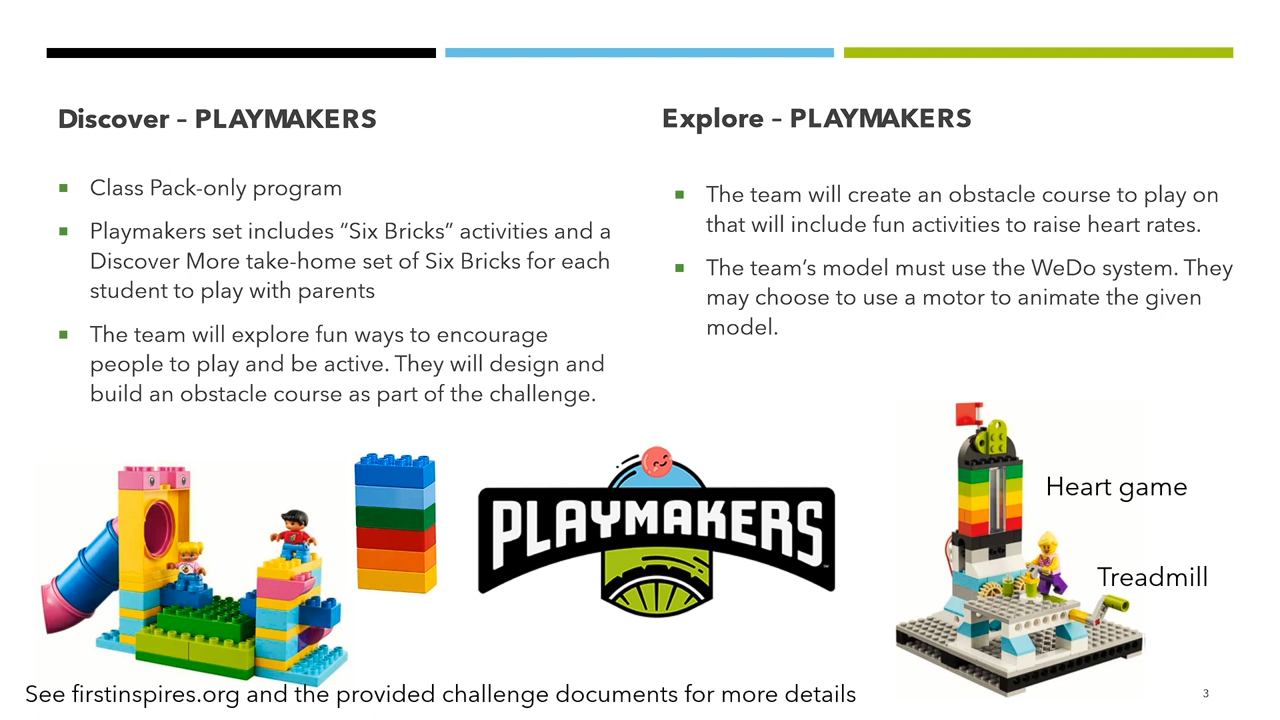 Discover – PLAYMAKERS
Class Pack-only program
Playmakers set includes “Six Bricks” activities and a
Discover More take-home set of Six Bricks for each
student to play with parents
The team will explore fun ways to encourage
people to play and be active. They will design and
build an obstacle course as part of the challenge.
Explore – PLAYMAKERS
The team will create an obstacle course to play on
that will include fun activities to raise heart rates.
The team’s model must use the WeDo system. They
may choose to use a motor to animate the given
model.
PLAYMAKERS
Heart game
Treadmill
See firstinspires.org and the provided challenge documents for more details
3